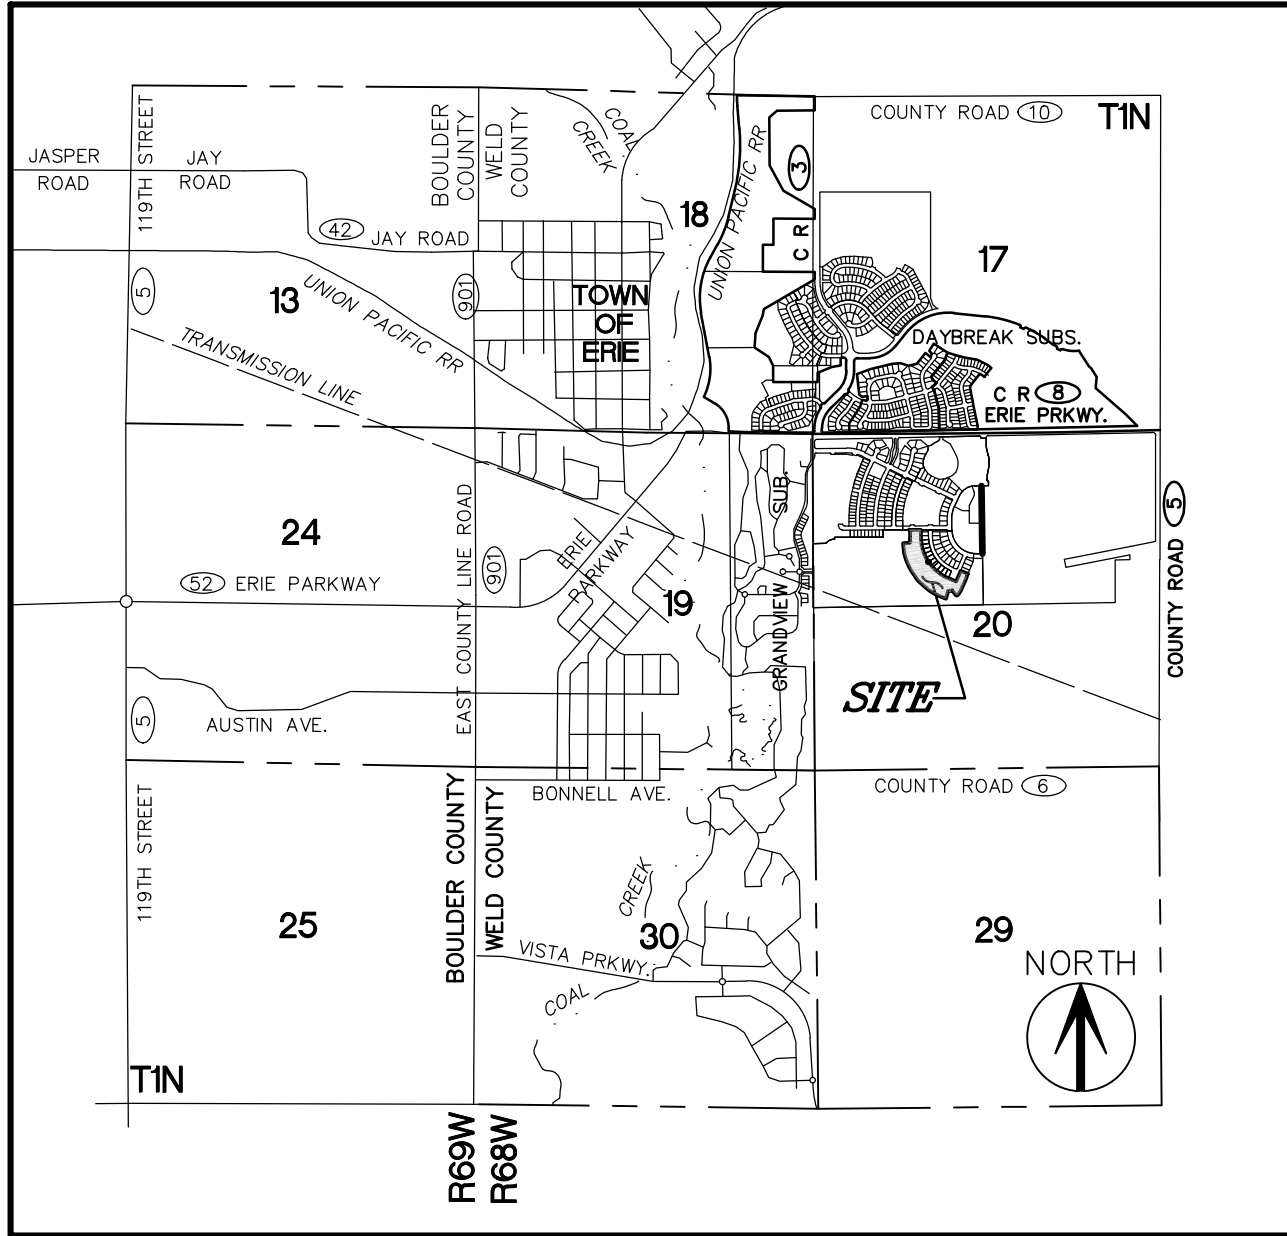 119TH STREET
BOULDER
COUNTY
WELD
COUNTY
COAL
CREEK
UNION PACIFIC RR
COUNTY ROAD 10
T1N
JASPER
ROAD
JAY
ROAD
3
C R
18
42 JAY ROAD
17
5
13
UNION PACIFIC RR
901
TOWN
OF
ERIE
TRANSMISSION LINE
DAYBREAK SUBS.
C R 8
ERIE PRKWY.
24
52 ERIE PARKWAY
EAST COUNTY LINE ROAD
901
ERIE
PARKWAY
19
GRANDVIEW SUB.
20
COUNTY ROAD 5
SITE
5
AUSTIN AVE.
BONNELL AVE.
COUNTY ROAD 6
119TH STREET
BOULDER COUNTY
WELD COUNTY
25
CREEK
30
29
VISTA PRKWY.
COAL
NORTH
T1N
R69W
R68W